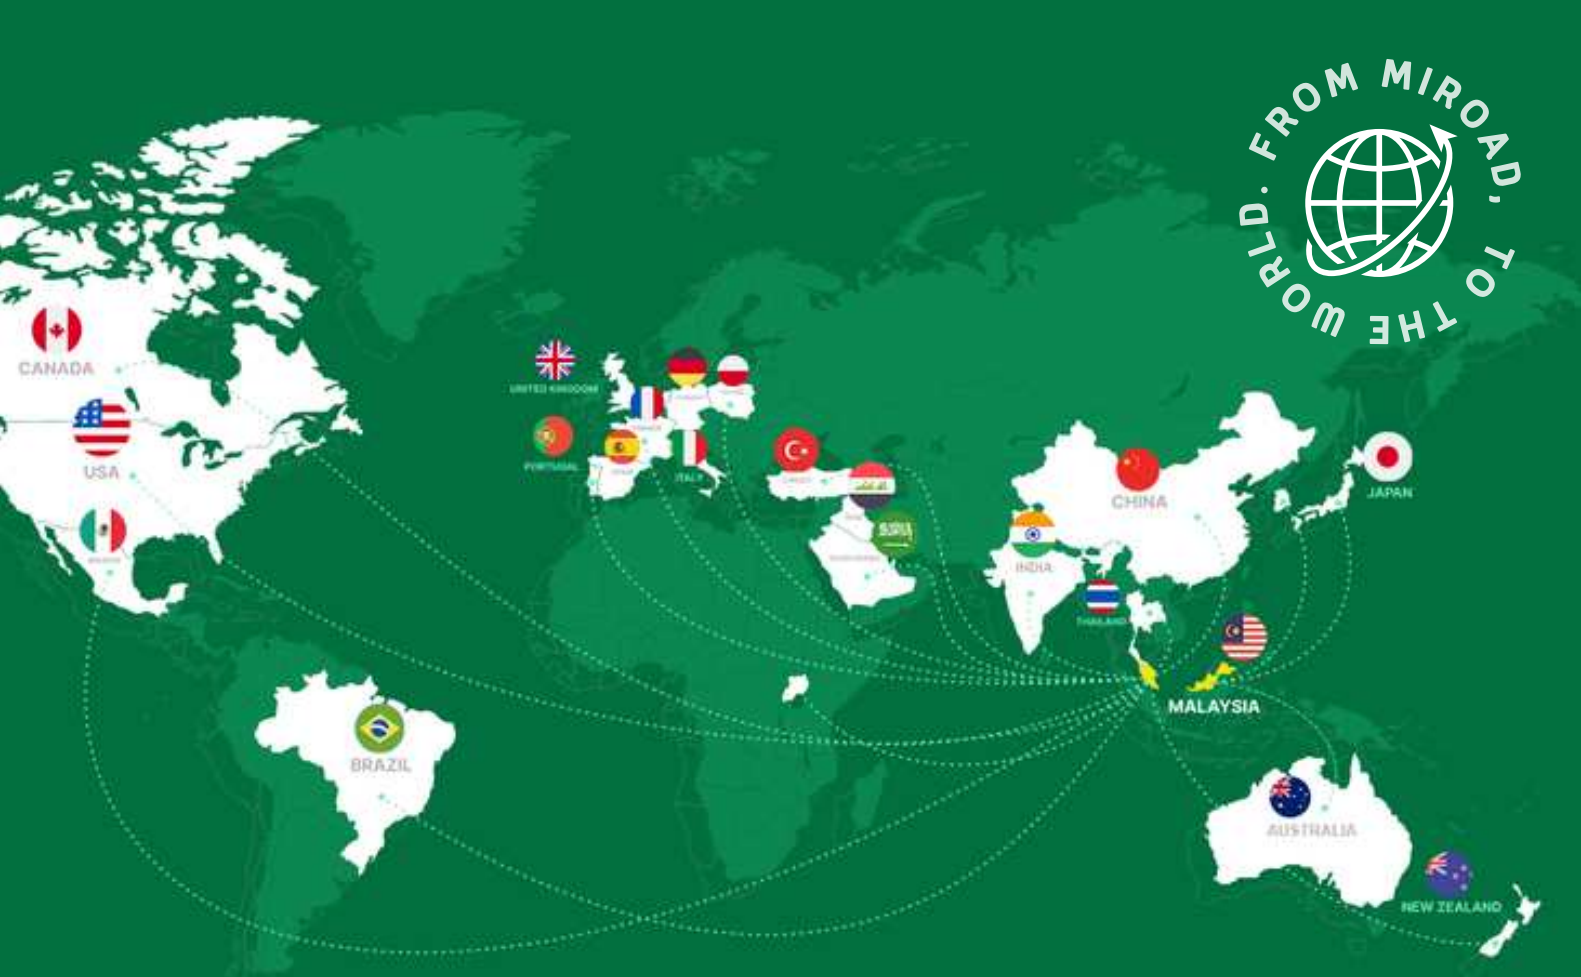 FROM MIROAD, TO THE WORLD.
CANADA
UNITED KINGDOM
USA
PORTUGAL
ITALY
CHINA
JAPAN
INDIA
THAILAND
MALAYSIA
BRAZIL
AUSTRALIA
NEW ZEALAND